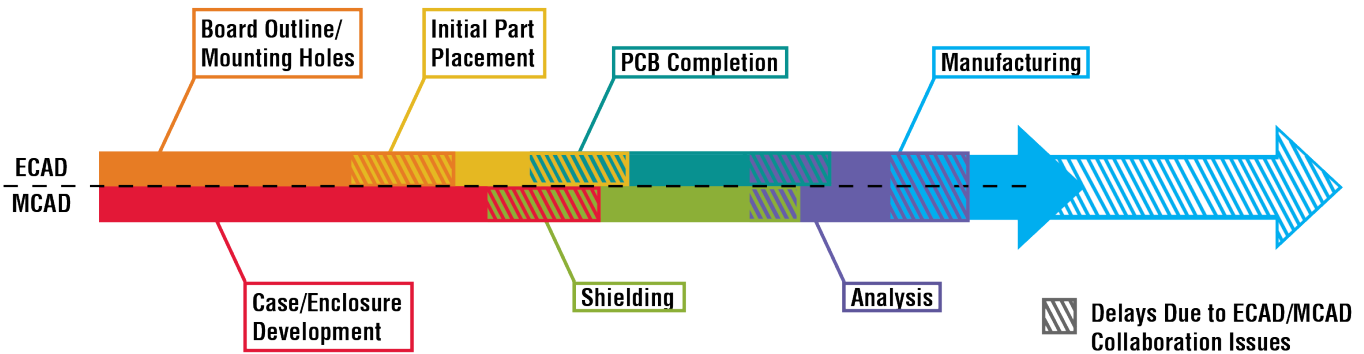 Board Outline/
Mounting Holes
Initial Part
Placement
PCB Completion
Manufacturing
ECAD
MCAD
Case/Enclosure
Development
Shielding
Analysis
Delays Due to ECAD/MCAD
Collaboration Issues